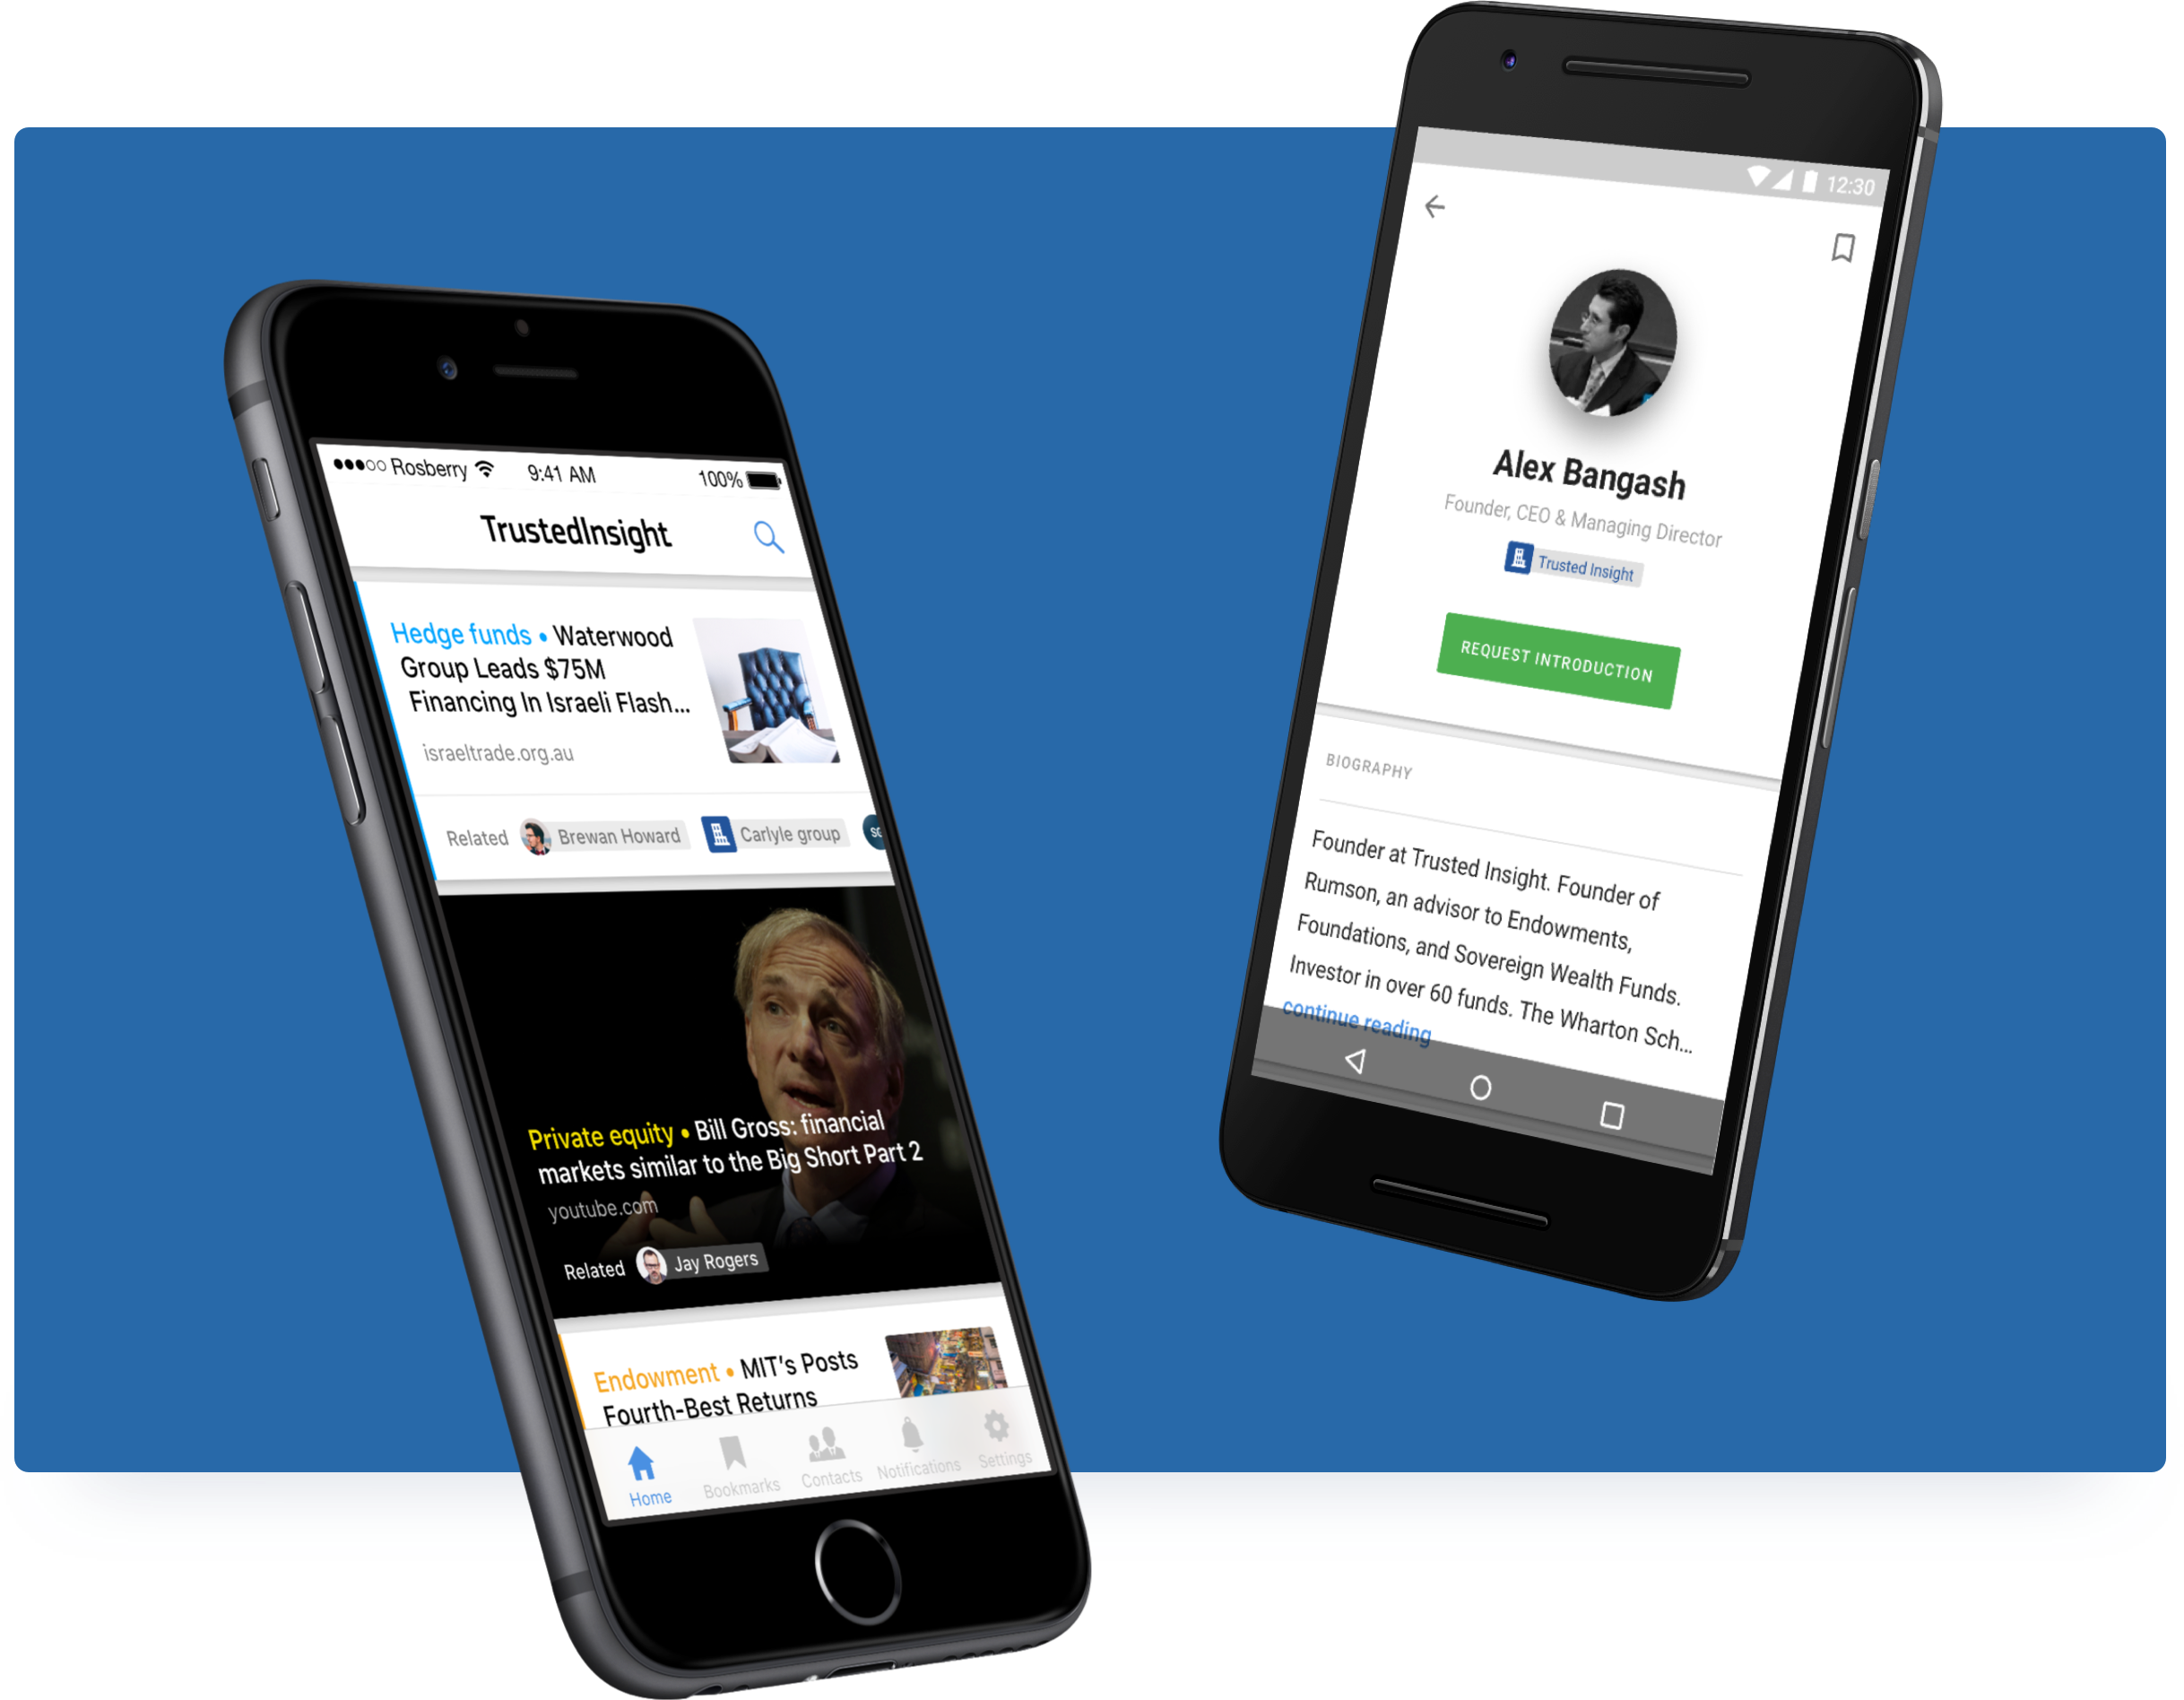 Rosberry 9:41 AM 100%
TrustedInsight
Hedge funds • Waterwood
Group Leads $75M
Financing In Israeli Flash...
israeltrade.org.au
Related Brewan Howard Carlyle group
Private equity • Bill Gross: financial
markets similar to the Big Short Part 2
youtube.com
Related Jay Rogers
Endowment • MIT's Posts
Fourth-Best Returns
Home Bookmarks Contacts Notifications Settings
12:30
Alex Bangash
Founder, CEO & Managing Director
Trusted Insight
REQUEST INTRODUCTION
BIOGRAPHY
Founder at Trusted Insight. Founder of
Rumson, an advisor to Endowments,
Foundations, and Sovereign Wealth Funds.
Investor in over 60 funds. The Wharton Sch...
continue reading